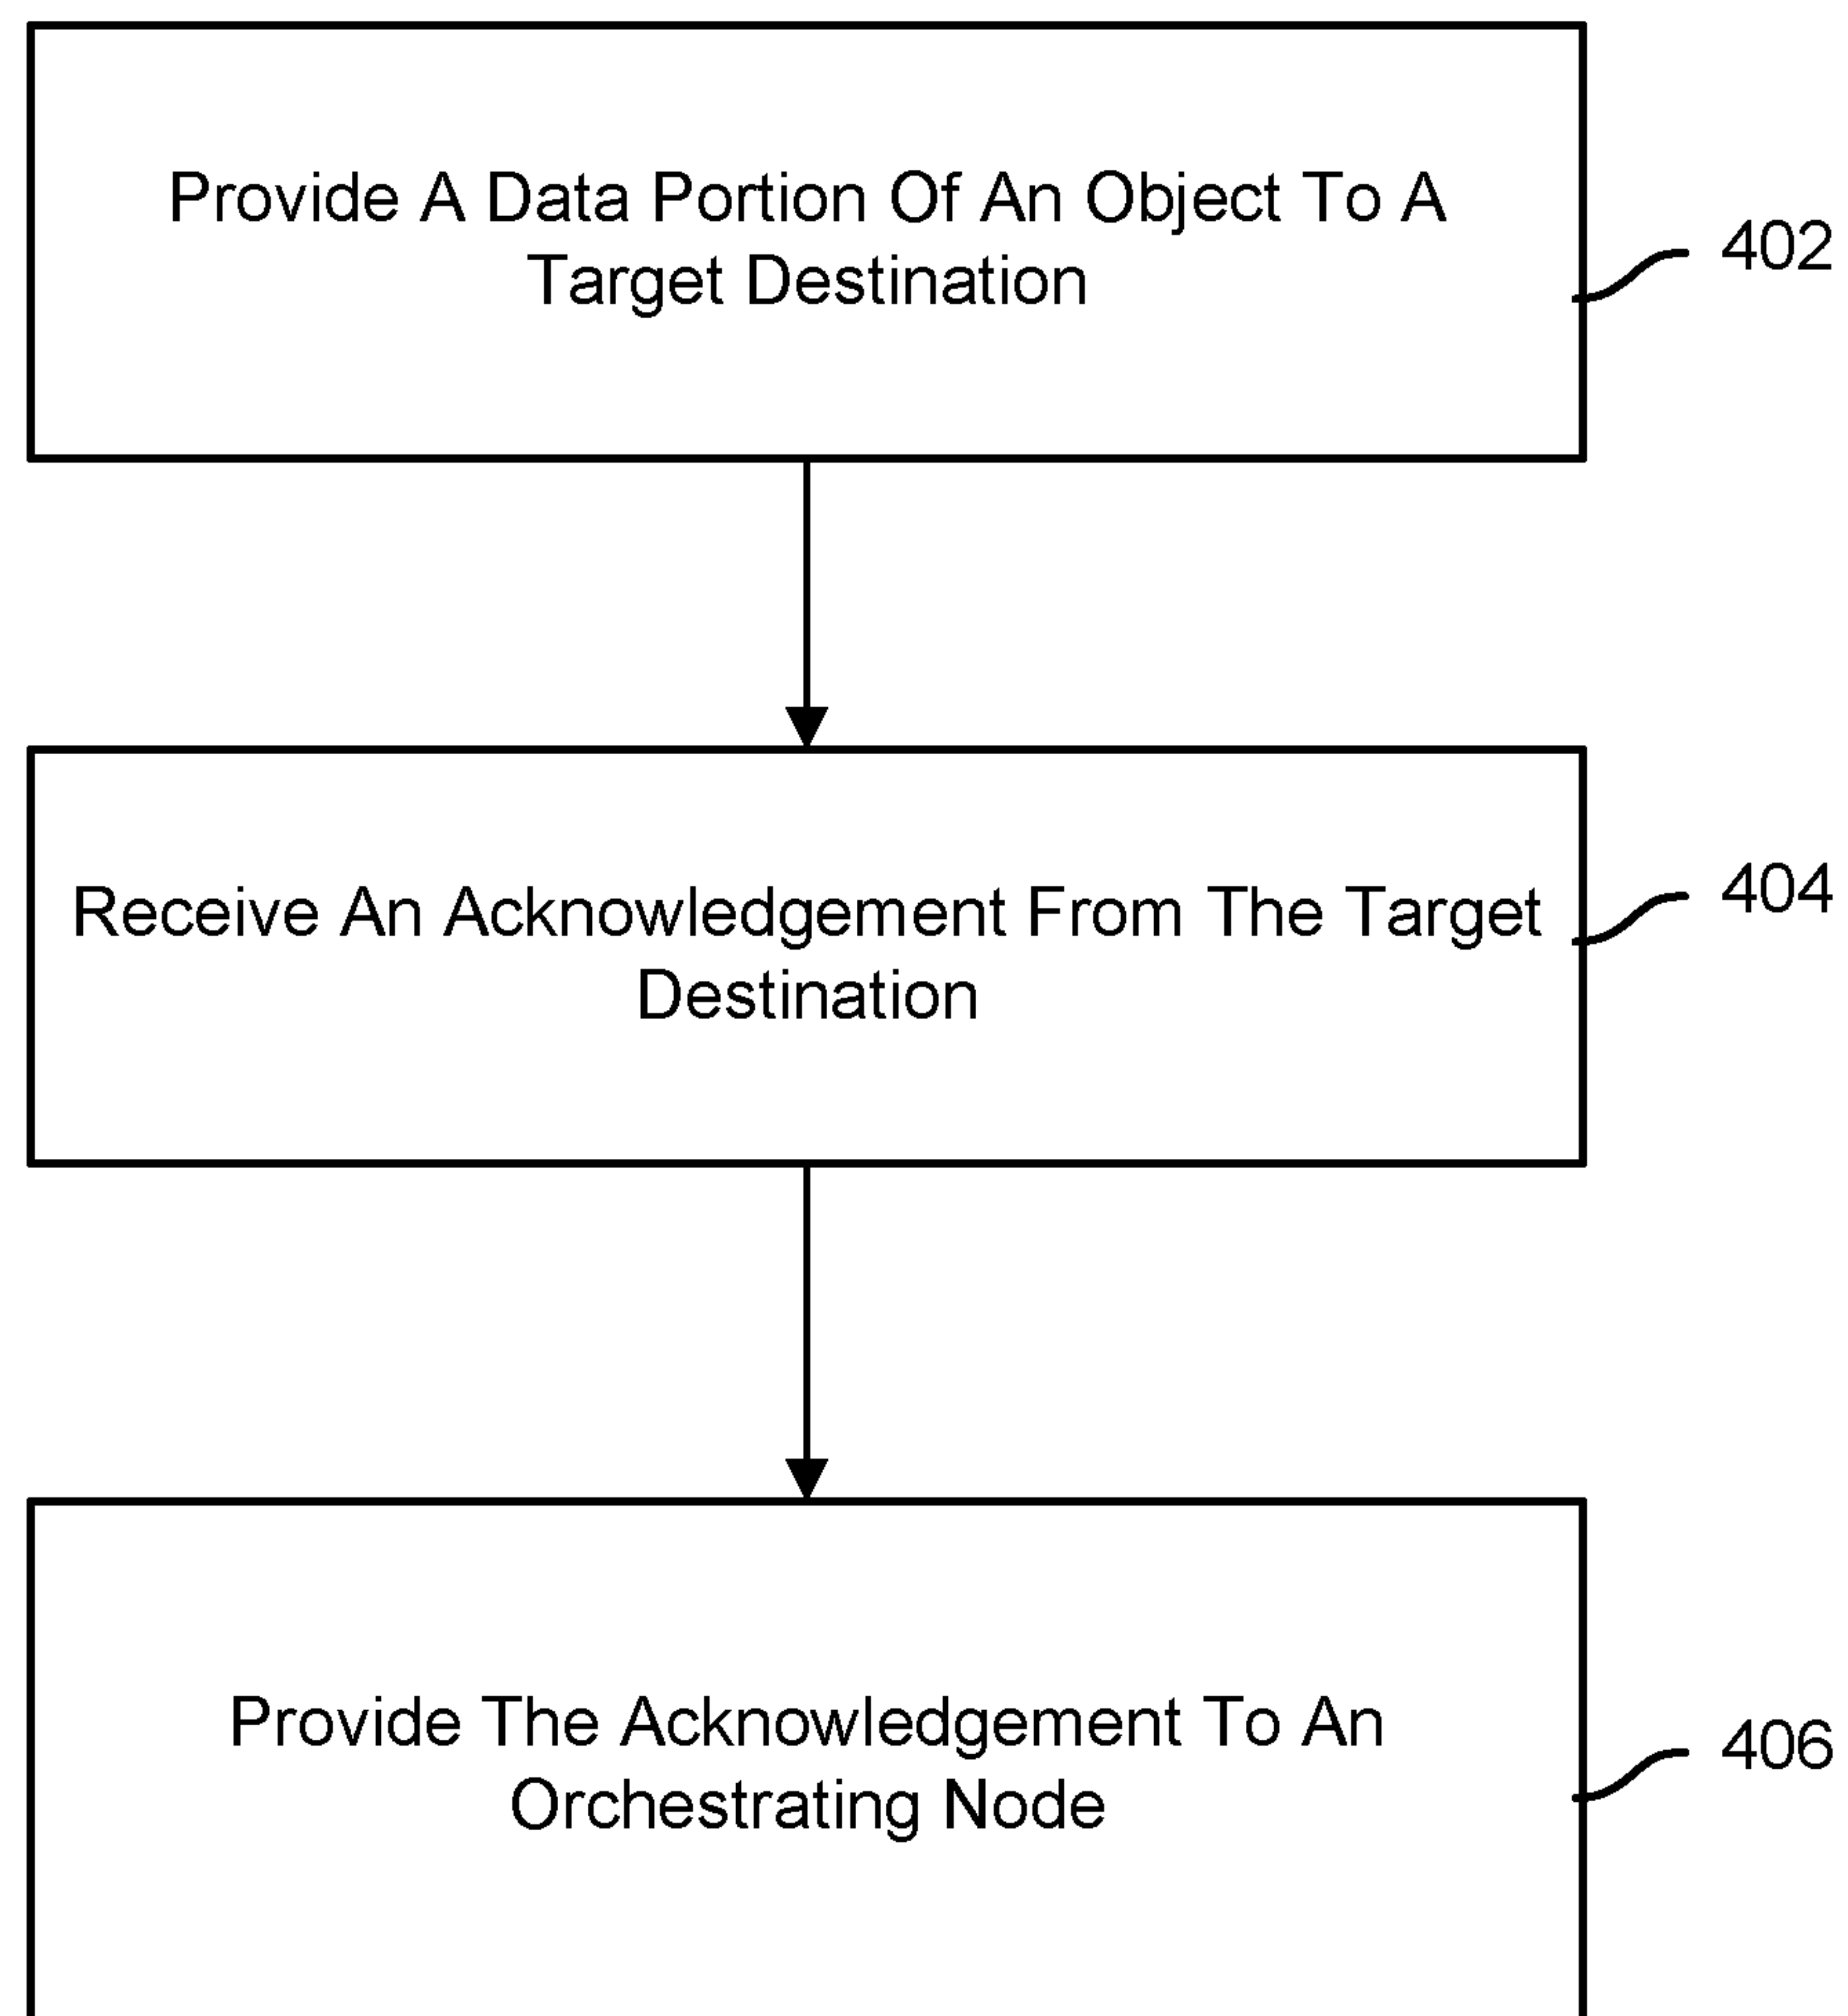 Provide A Data Portion Of An Object To A
Target Destination
402
Receive An Acknowledgement From The Target
Destination
404
Provide The Acknowledgement To An
Orchestrating Node
406